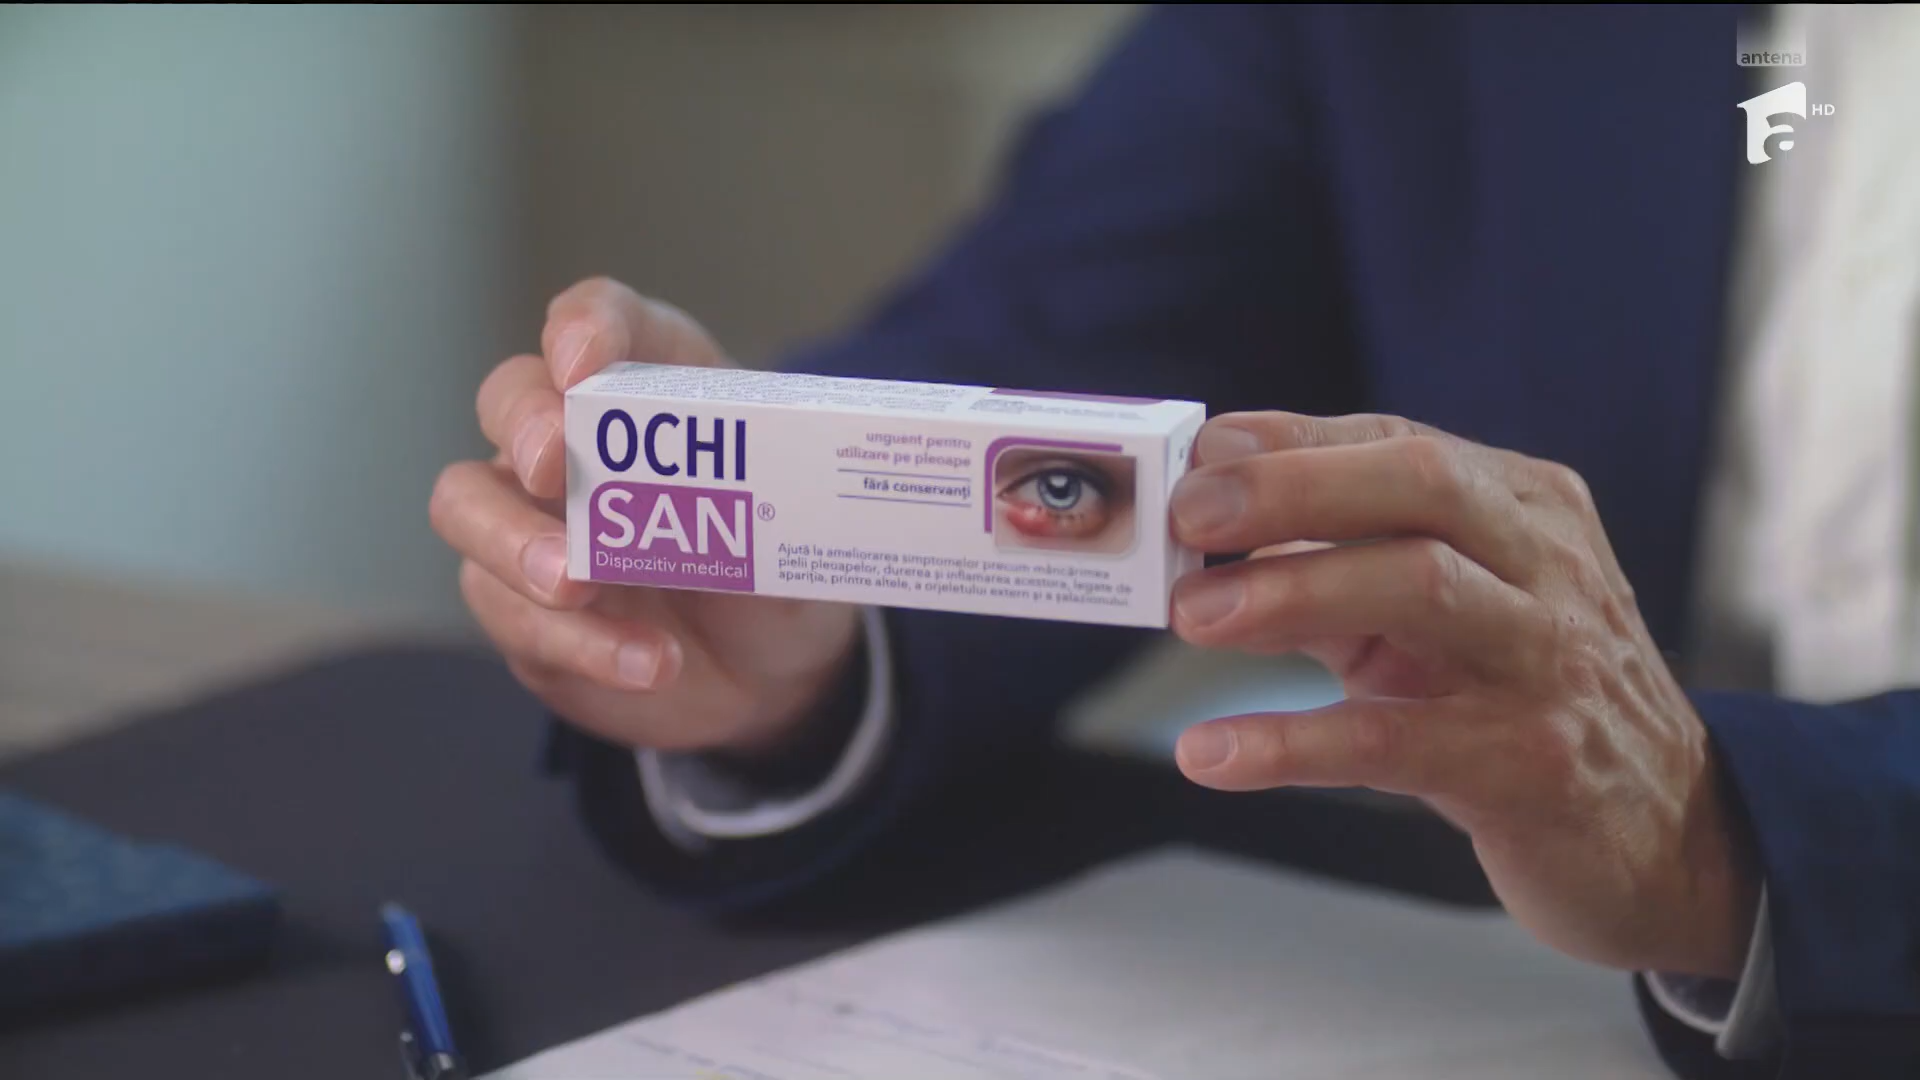 antena
HD
OCHI
SAN®
Dispozitiv medical
unguent pentru
utilizare pe pleoape
fără conservanți
Ajută la ameliorarea simptomelor precum mâncărimea
pielii pleoapelor, durerea și inflamarea acestora, legate de
apariția, printre altele, a orjeletului extern și a șalazionului.